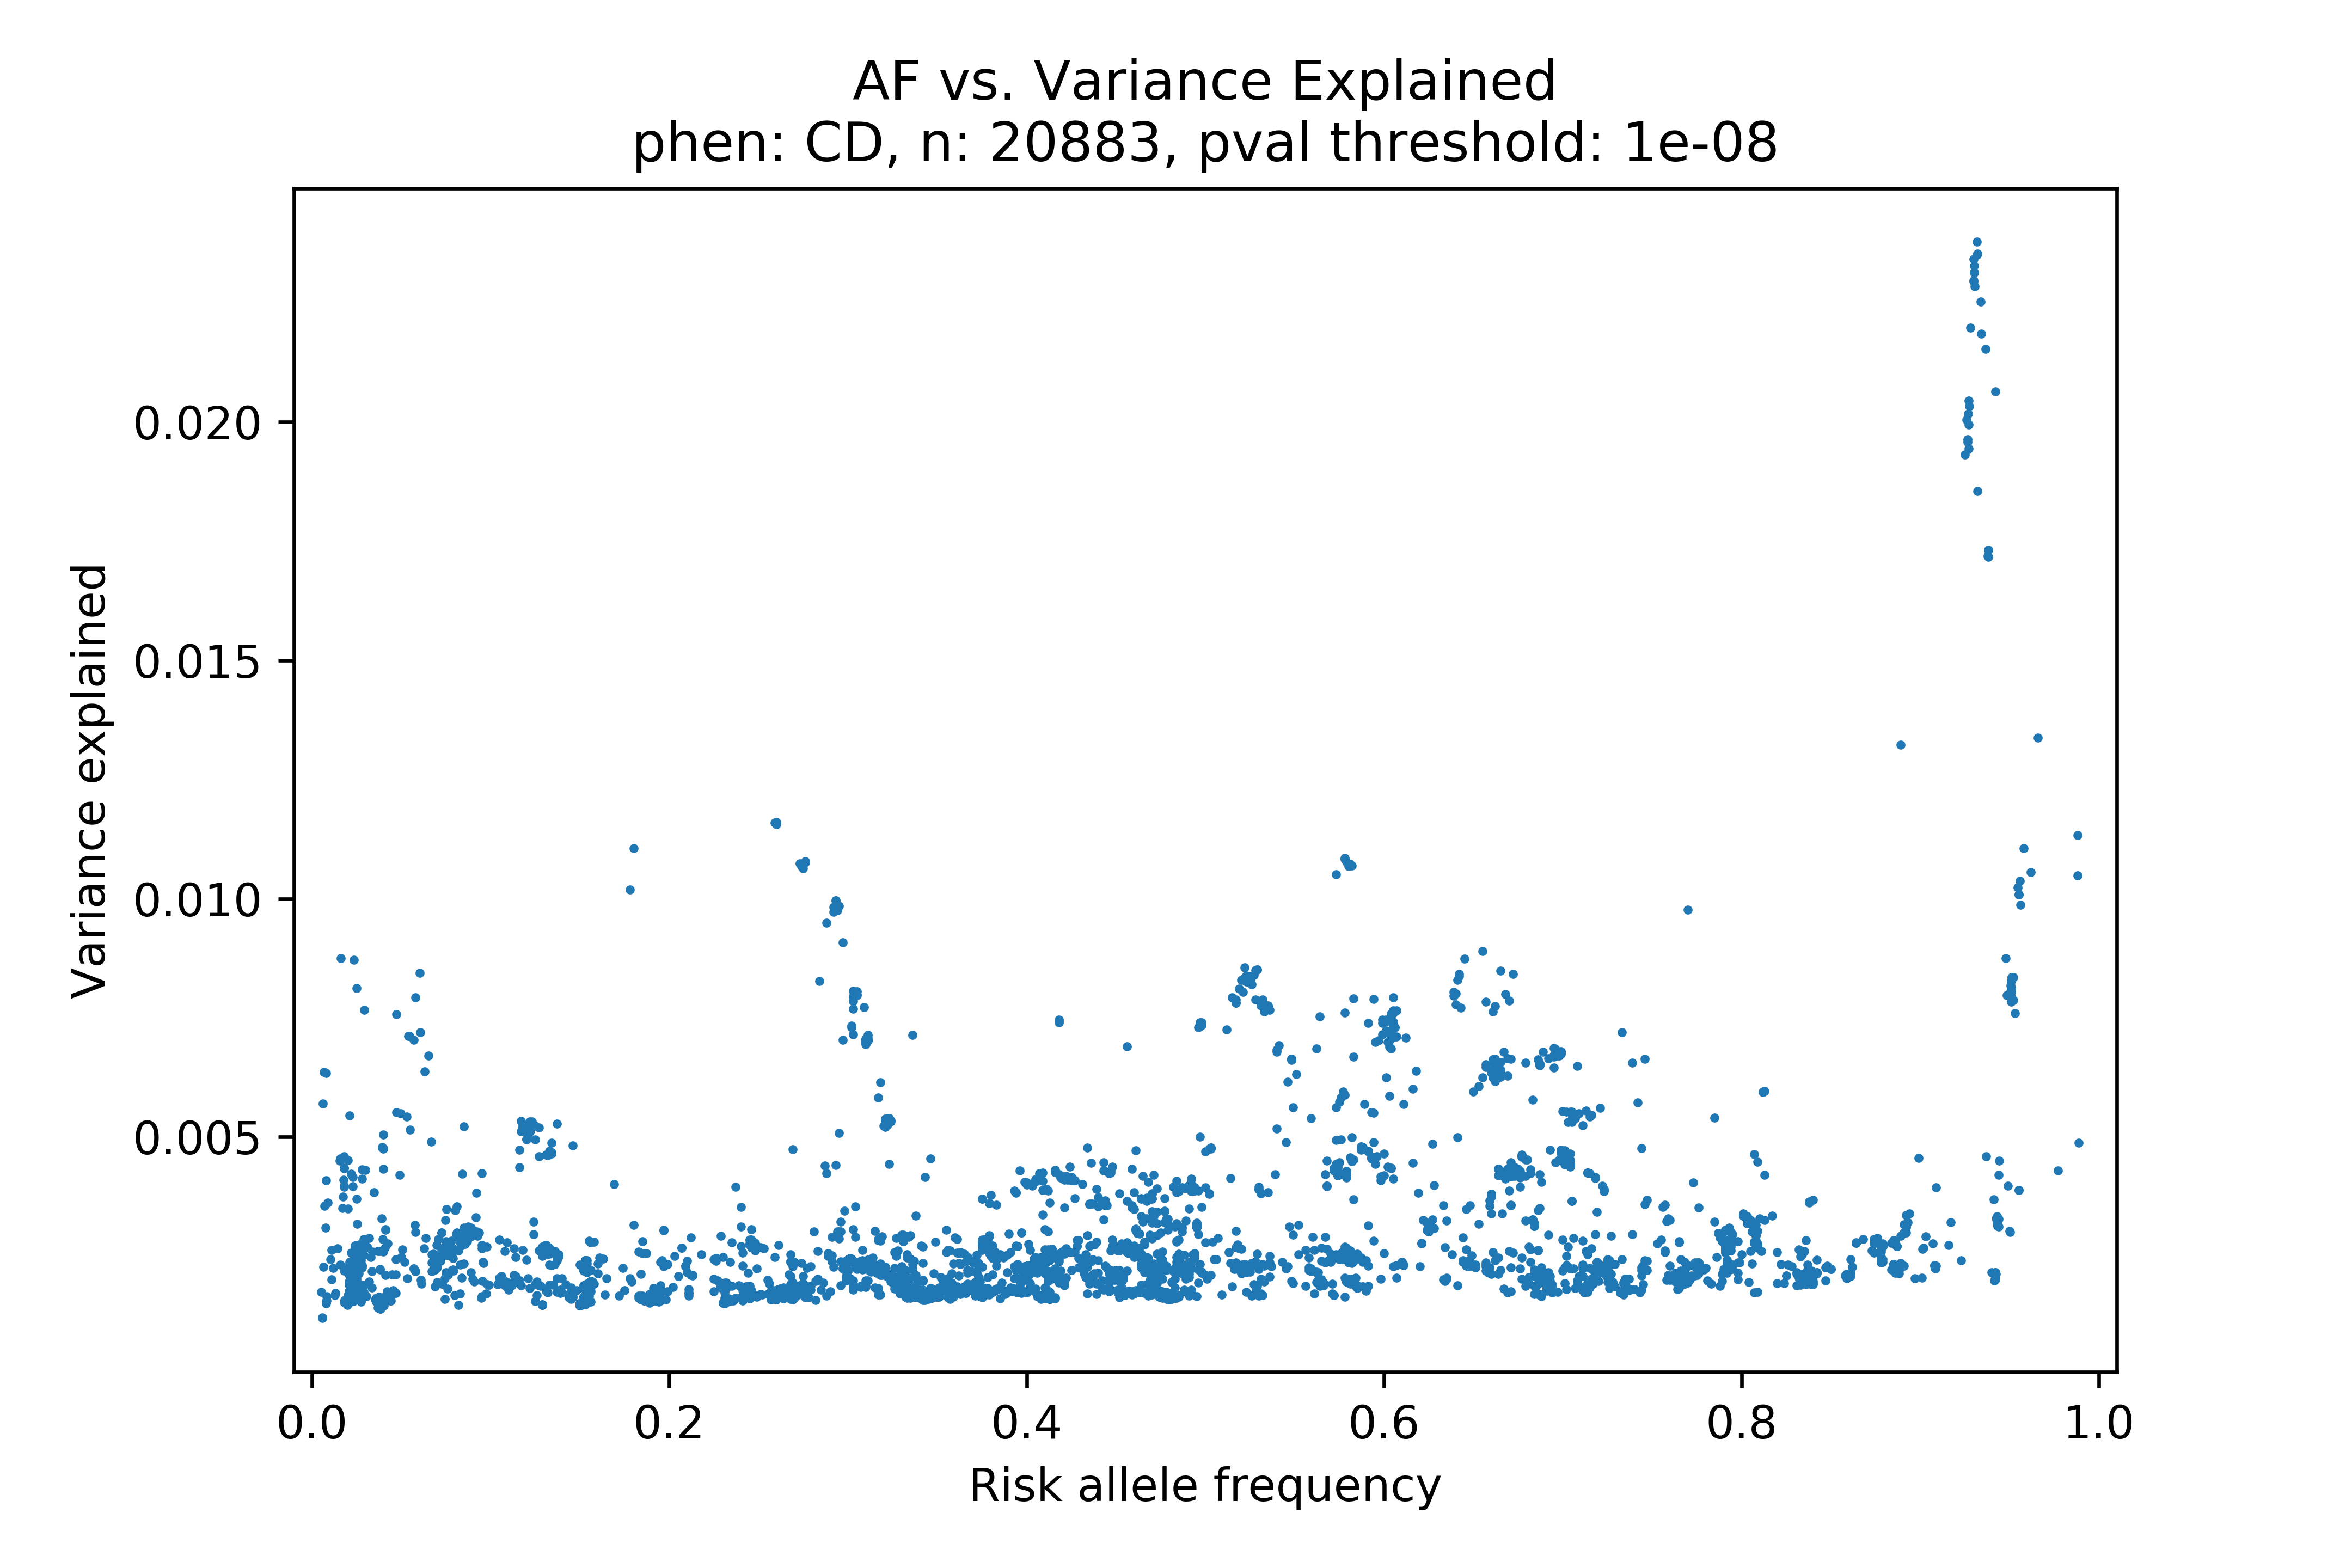 AF vs. Variance Explained
phen: CD, n: 20883, pval threshold: 1e-08
0.020
0.015
0.010
0.005
Variance explained
0.0 0.2 0.4 0.6 0.8 1.0
Risk allele frequency